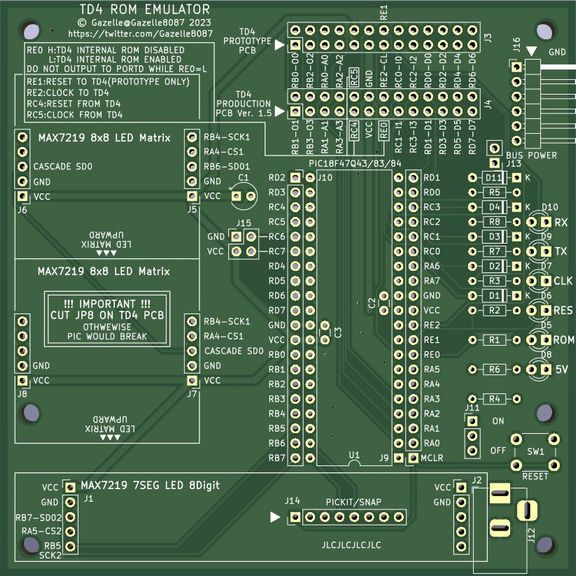 TD4 ROM EMULATOR
© Gazelle@Gazelle8087 2023
https://twitter.com/Gazelle8087
RE0 H:TD4 INTERNAL ROM DISABLED
L:TD4 INTERNAL ROM ENABLED
DO NOT OUTPUT TO PORTD WHILE RE0=L
RE1:RESET TO TD4(PROTOTYPE ONLY)
RE2:CLOCK TO TD4
RC4:RESET FROM TD4
RC5:CLOCK FROM TD4
TD4
PROTOTYPE
PCB
RE1
J3
RB0-O0
RB2-O2
RA0-A0
RA2-A2
RC5
GND
RE2-CL
RC0-I0
RC2-I2
RD0-D0
RD2-D2
RD4-D4
RD6-D6
TD4
PRODUCTION
PCB Ver. 1.5
J4
RB1-O1
RB3-O3
RA1-A1
RA3-A3
RC4
VCC
RE0
RC1-I1
RC3-I3
RD1-D1
RD3-D3
RD5-D5
RD7-D7
J16
GND
BUS POWER
J13
MAX7219 8x8 LED Matrix
CASCADE SD0
GND
VCC
J6
RB4-SCK1
RA4-CS1
RB6-SD01
GND
VCC
J5
LED MATRIX
UPWARD
C1
J15
GND
RC6
VCC
RC7
MAX7219 8x8 LED Matrix
!!! IMPORTANT !!!
CUT JP8 ON TD4 PCB
OTHWEWISE
PIC WOULD BREAK
GND
VCC
J8
RB4-SCK1
RA4-CS1
CASCADE SD0
GND
VCC
J7
LED MATRIX
UPWARD
PIC18F47Q43/83/84
J10
RD2
RD3
RC4
RC5
RC6
RC7
RD4
RD5
RD6
RD7
GND
VCC
RB0
RB1
RB2
RB3
RB4
RB5
RB6
RB7
C2
C3
U1
J9
RD1
RD0
RC3
RC2
RC1
RC0
RA6
RA7
GND
VCC
RE2
RE1
RE0
RA5
RA4
RA3
RA2
RA1
RA0
MCLR
D11
K
R5
D4
K
R8
D3
K
R7
D2
K
R3
D1
K
R2
R1
R6
R4
D10
RX
D9
TX
D7
CLK
D6
RES
D5
ROM
D8
5V
J11
ON
OFF
SW1
RESET
MAX7219 7SEG LED 8Digit
VCC
J1
GND
RB7-SD02
RA5-CS2
RB5
SCK2
J14
PICKIT/SNAP
JLCJLCJLCJLC
VCC
GND
J2
J12